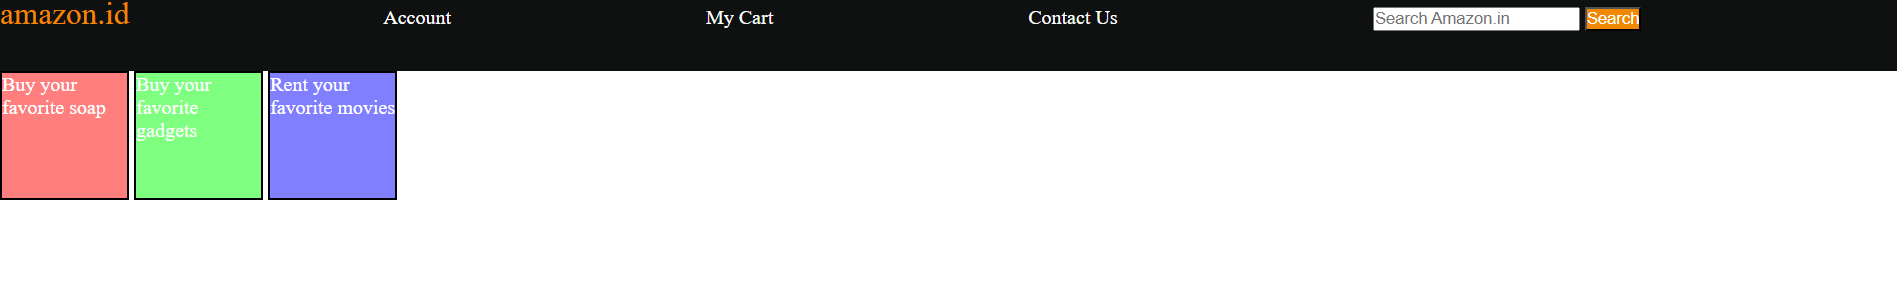 amazon.id
Account
My Cart
Contact Us
Search Amazon.in
Search
Buy your
favorite soap
Buy your
favorite
gadgets
Rent your
favorite movies